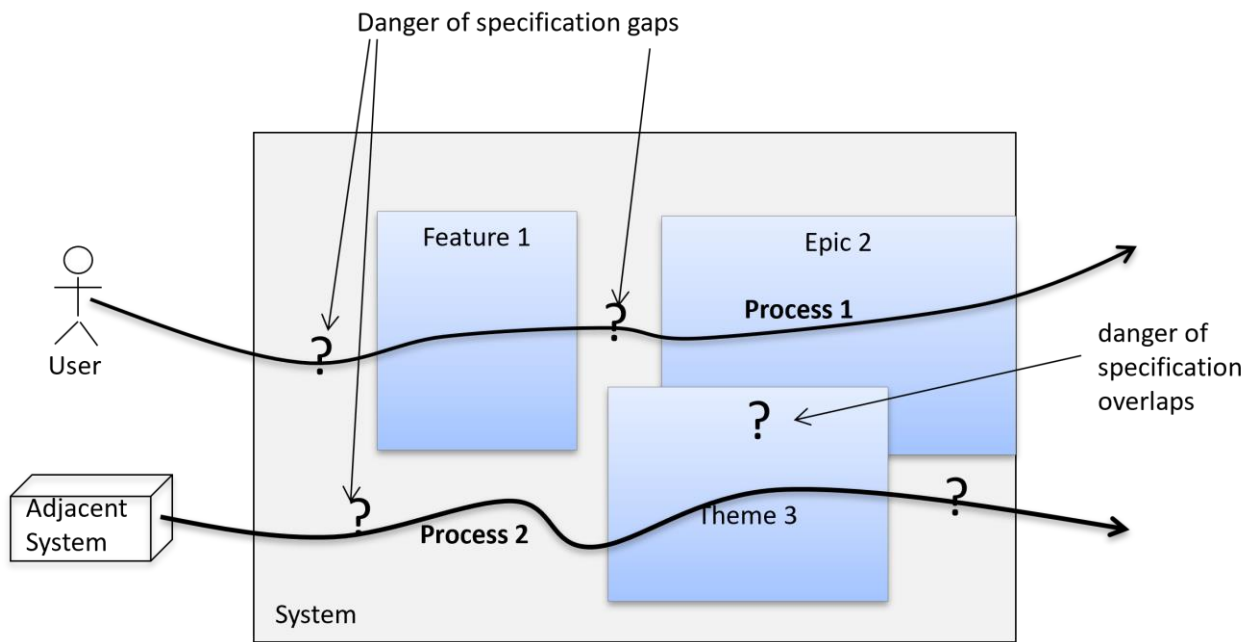 Danger of specification gaps
Feature 1
Epic 2
?
Process 1
?
User
danger of
specification
overlaps
?
Adjacent
System
?
Process 2
Theme 3
?
System